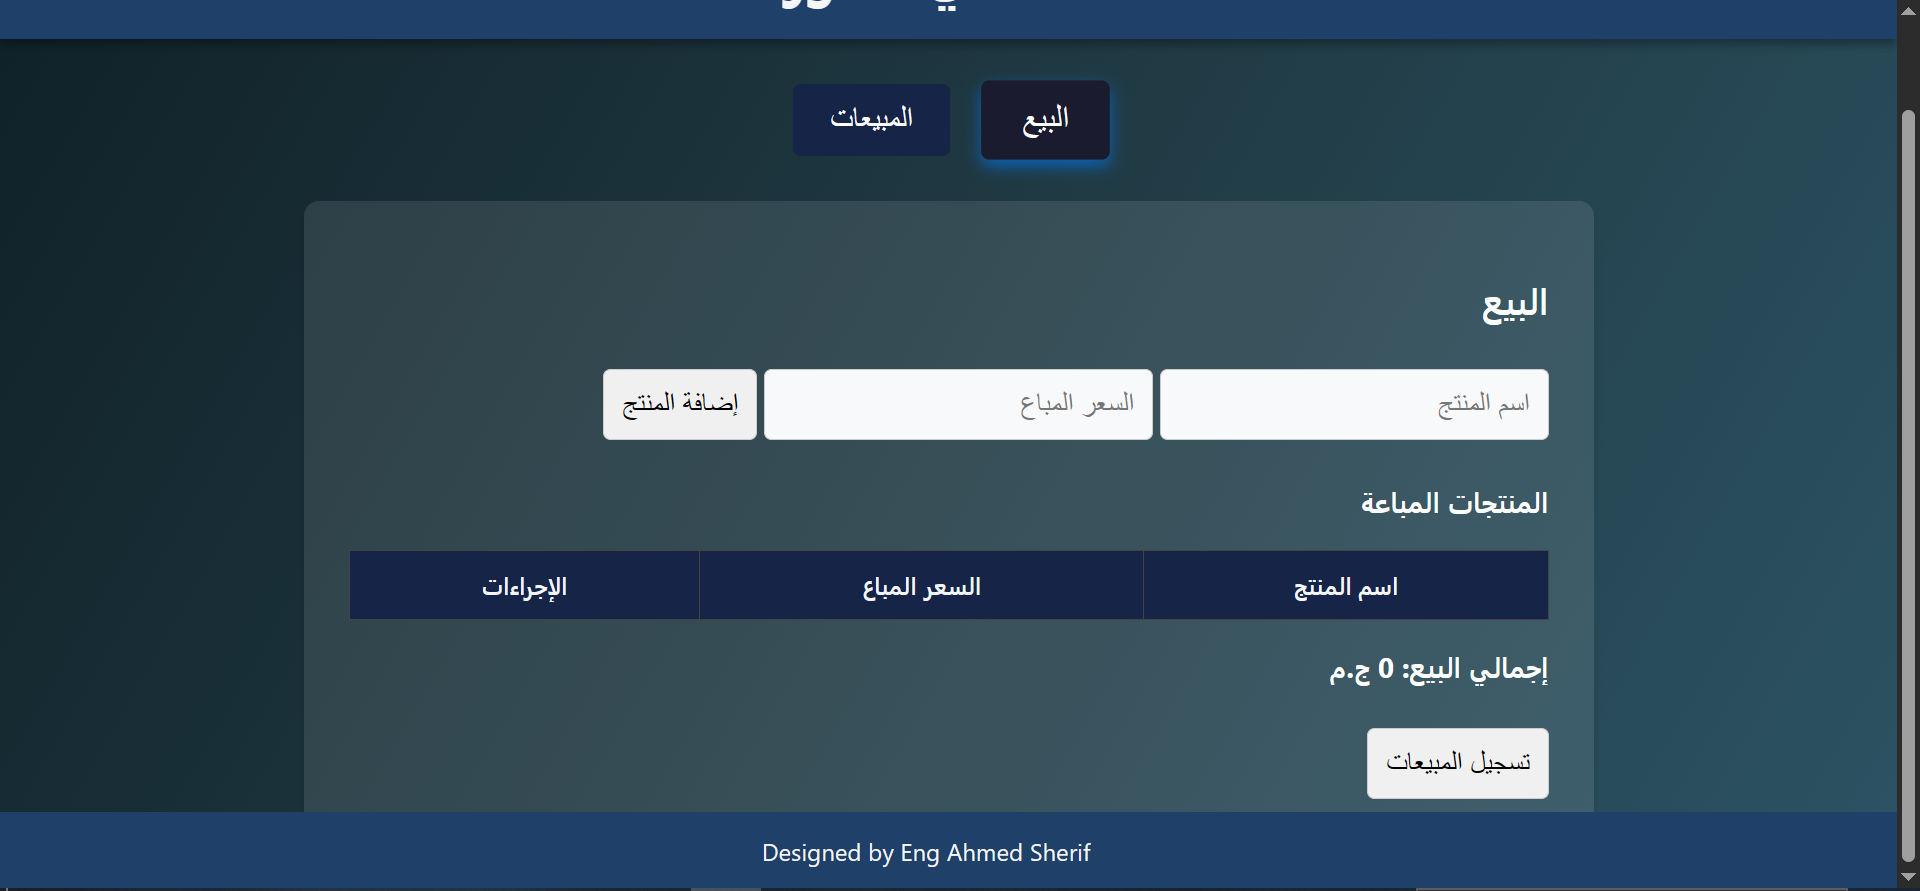 البيع
المبيعات
البيع
اسم المنتج
السعر المباع
إضافة المنتج
المنتجات المباعة
اسم المنتج
السعر المباع
الإجراءات
إجمالي البيع: 0 ج.م
تسجيل المبيعات
Designed by Eng Ahmed Sherif